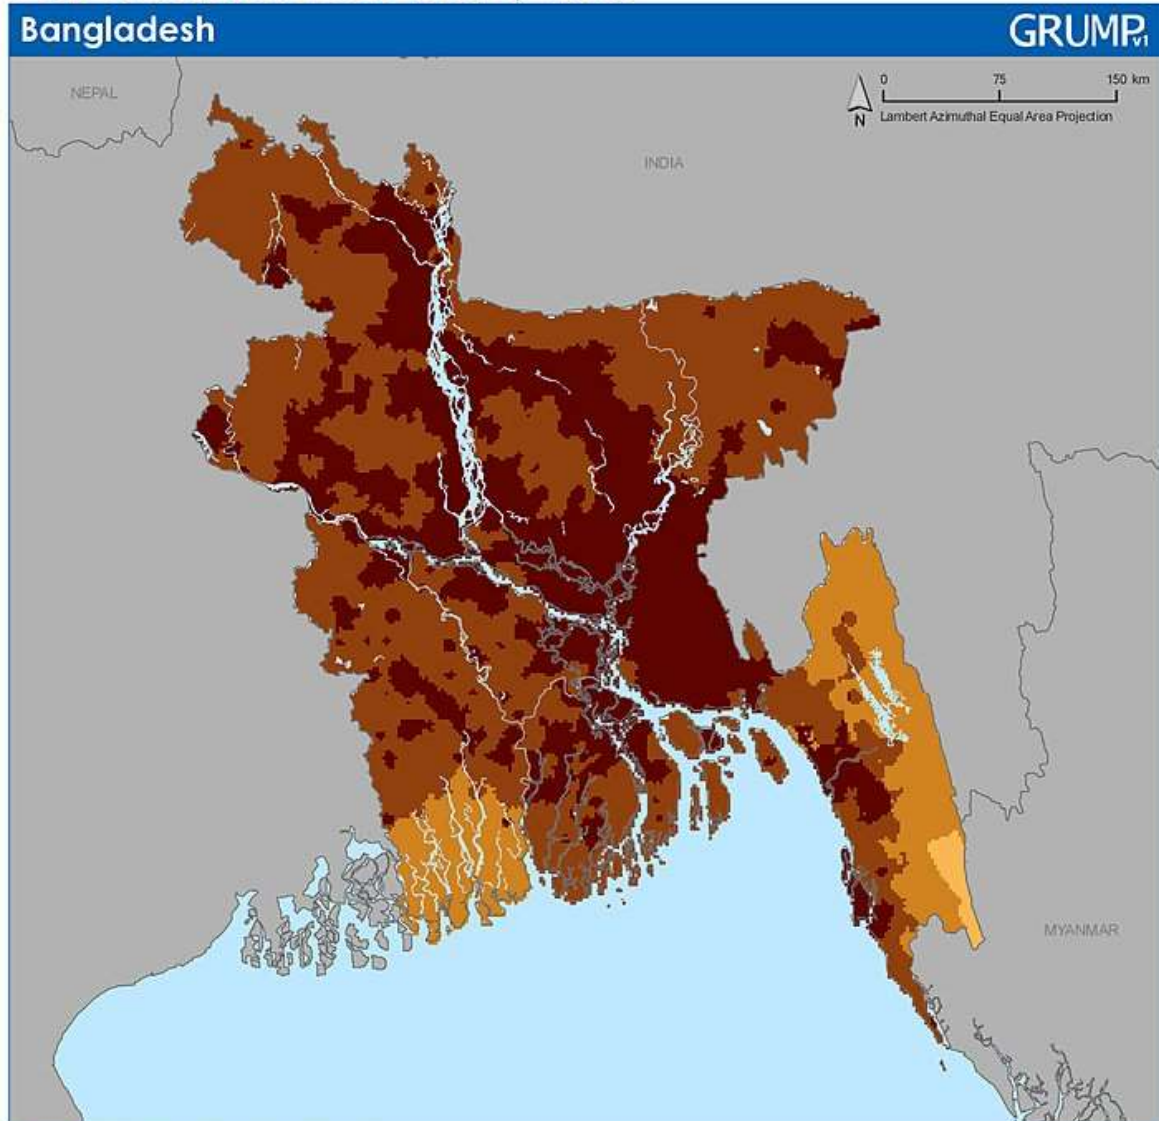 Bangladesh
GRUMPv1
0 75 150 km
N
Lambert Azimuthal Equal Area Projection
NEPAL
INDIA
MYANMAR